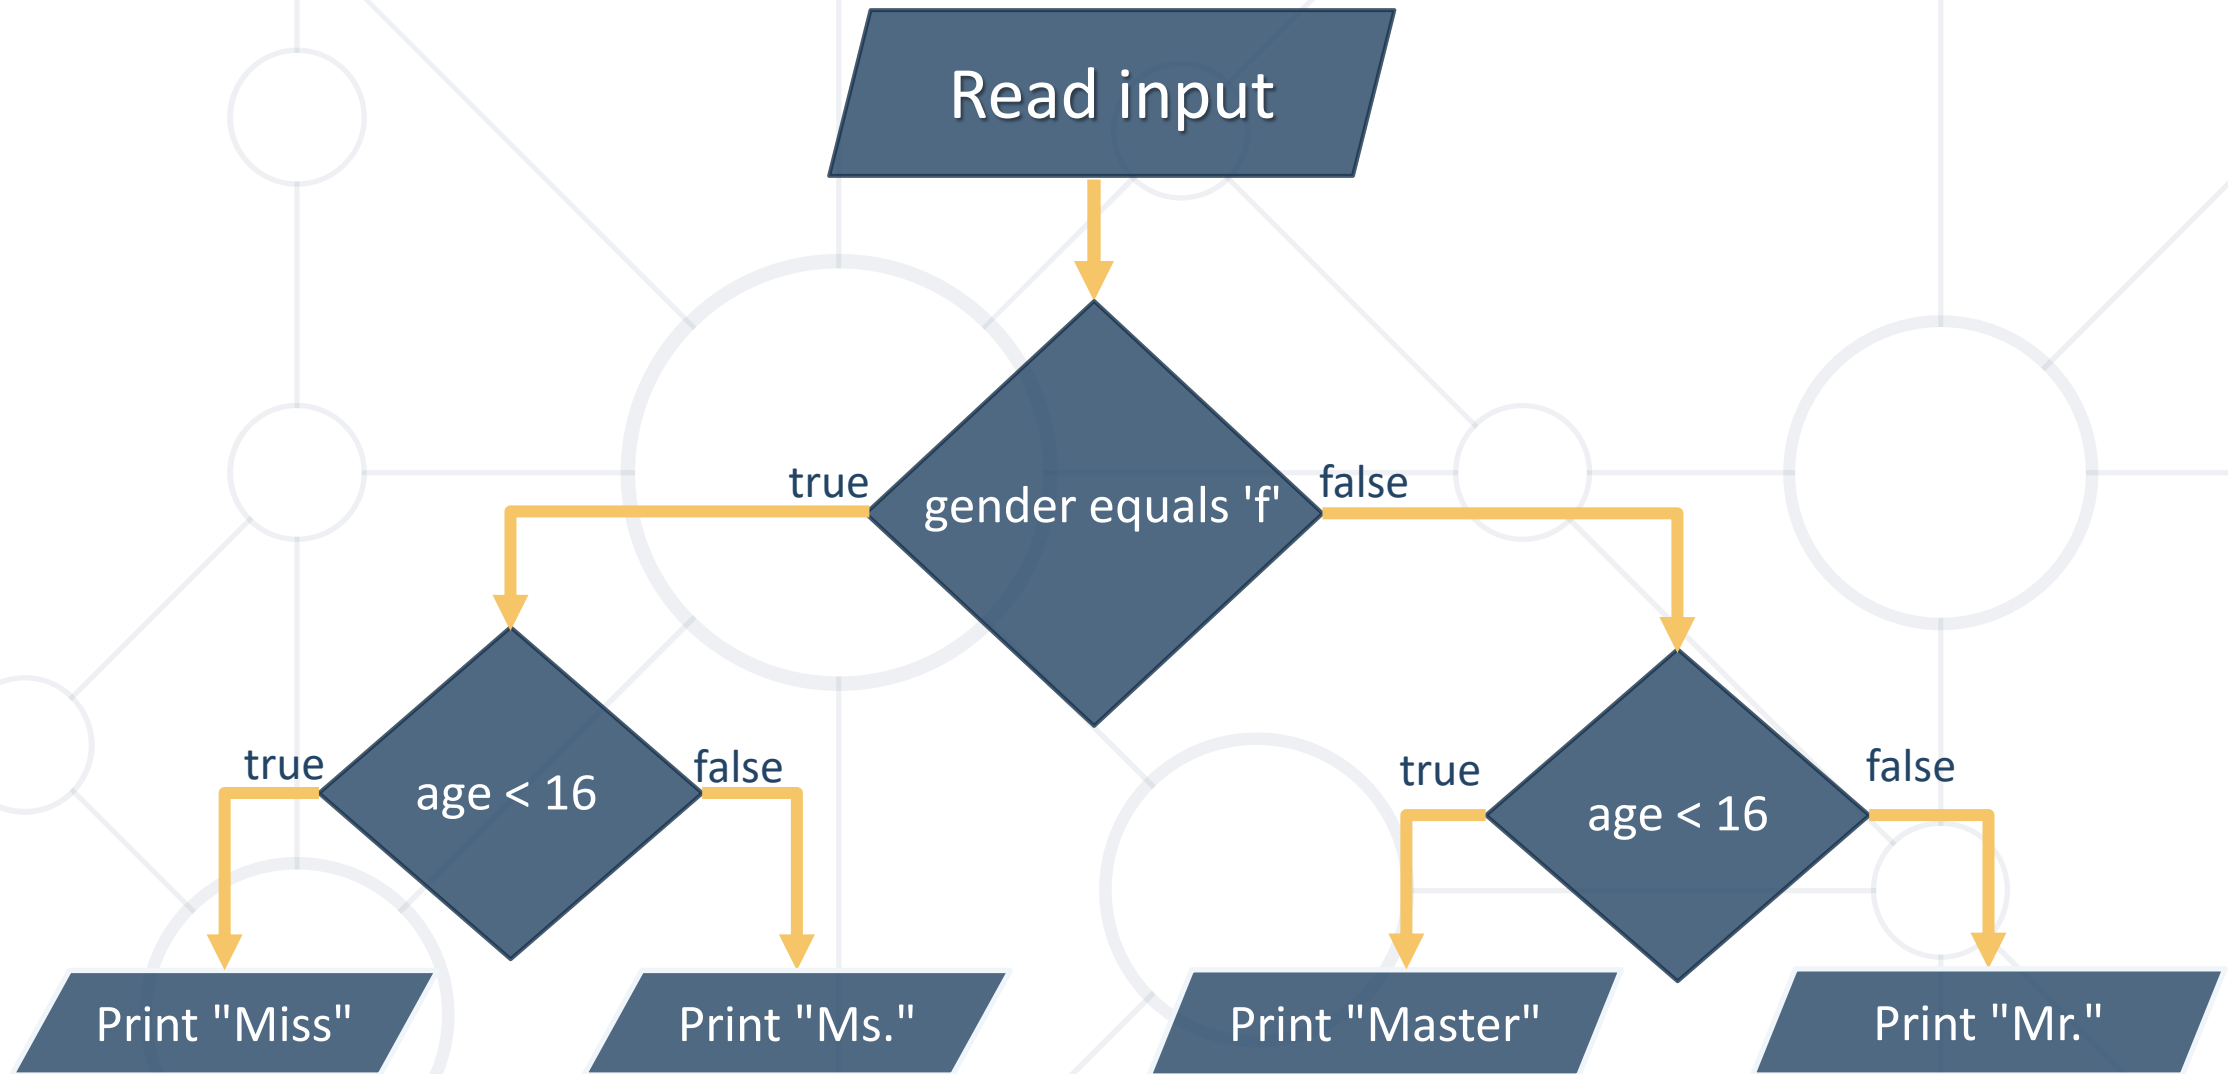 Read input
true
gender equals 'f'
false
true
age < 16
false
true
age < 16
false
Print "Miss"
Print "Ms."
Print "Master"
Print "Mr."